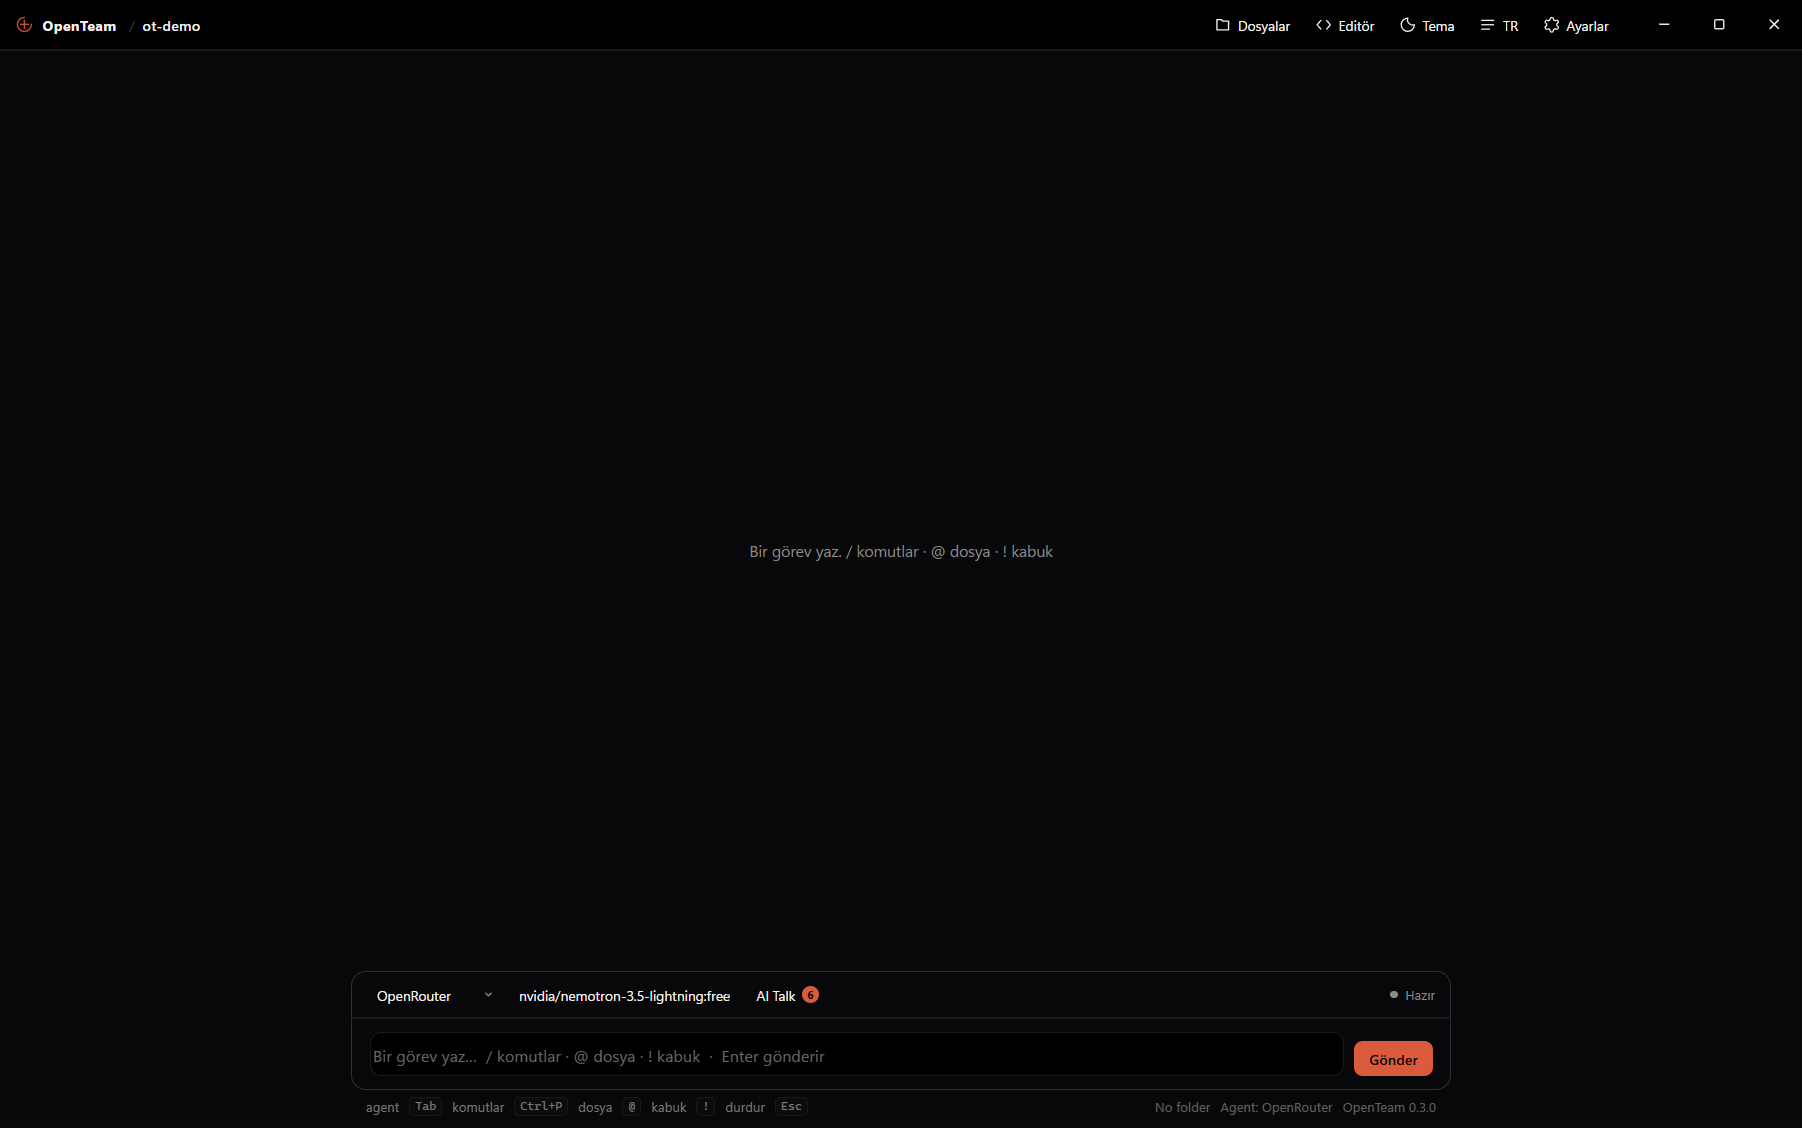 OpenTeam / ot-demo Dosyalar Editör Tema TR Ayarlar
Bir görev yaz. / komutlar · @ dosya · ! kabuk
OpenRouter nvidia/nemotron-3.5-lightning:free AI Talk 6 Hazır
Bir görev yaz... / komutlar · @ dosya · ! kabuk · Enter gönderir Gönder
agent Tab komutlar Ctrl+P dosya @ kabuk ! durdur Esc No folder Agent: OpenRouter OpenTeam 0.3.0